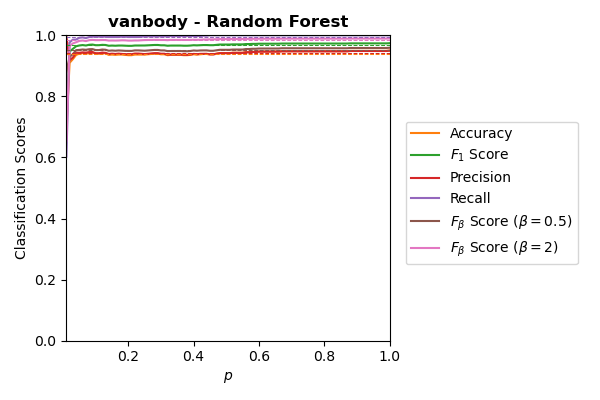 vanbody - Random Forest
Classification Scores
1.0
0.8
0.6
0.4
0.2
0.0
0.2 0.4 0.6 0.8 1.0
p
Accuracy
F₁ Score
Precision
Recall
Fᵦ Score (β = 0.5)
Fᵦ Score (β = 2)